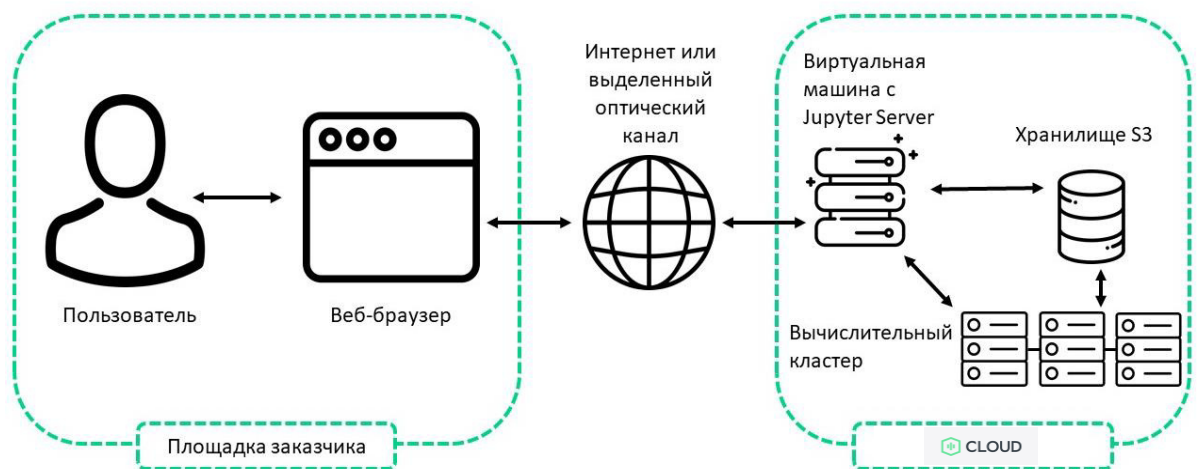 Пользователь
Веб-браузер
Площадка заказчика
Интернет или
выделенный
оптический
канал
Виртуальная
машина с
Jupyter Server
Хранилище S3
Вычислительный
кластер
CLOUD